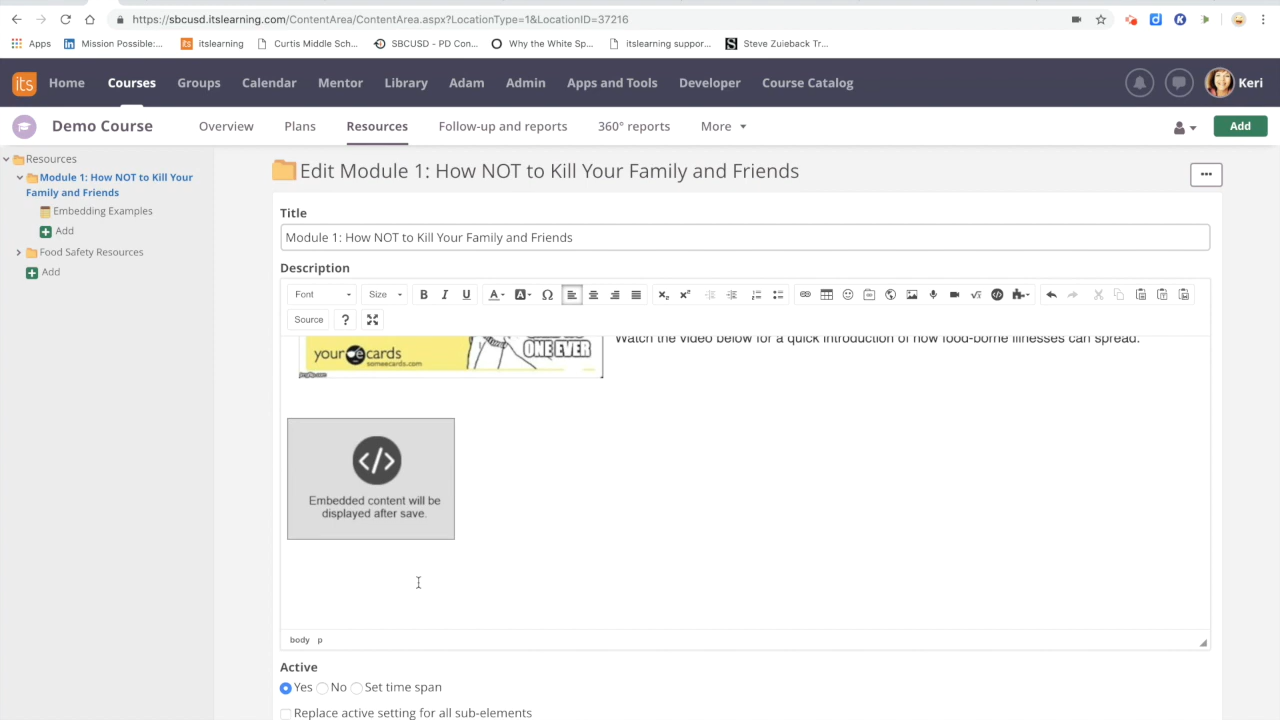 https://sbcusd.itslearning.com/ContentArea/ContentArea.aspx?LocationType=1&LocationID=37216
Apps Mission Possible:... itslearning Curtis Middle Sch... SBCUSD - PD Con... Why the White Sp... itslearning suppor... Steve Zuieback Tr...
its Home Courses Groups Calendar Mentor Library Adam Admin Apps and Tools Developer Course Catalog Keri
Demo Course Overview Plans Resources Follow-up and reports 360° reports More Add
Resources
Module 1: How NOT to Kill Your
Family and Friends
Embedding Examples
Add
Food Safety Resources
Add
Edit Module 1: How NOT to Kill Your Family and Friends
Title
Module 1: How NOT to Kill Your Family and Friends
Description
Font Size B I U
Source ?
Watch the video below for a quick introduction of how food-borne illnesses can spread.
your e cards
someecards.com
ONE EVER
imgflip.com
Embedded content will be
displayed after save.
body p
Active
Yes No Set time span
Replace active setting for all sub-elements